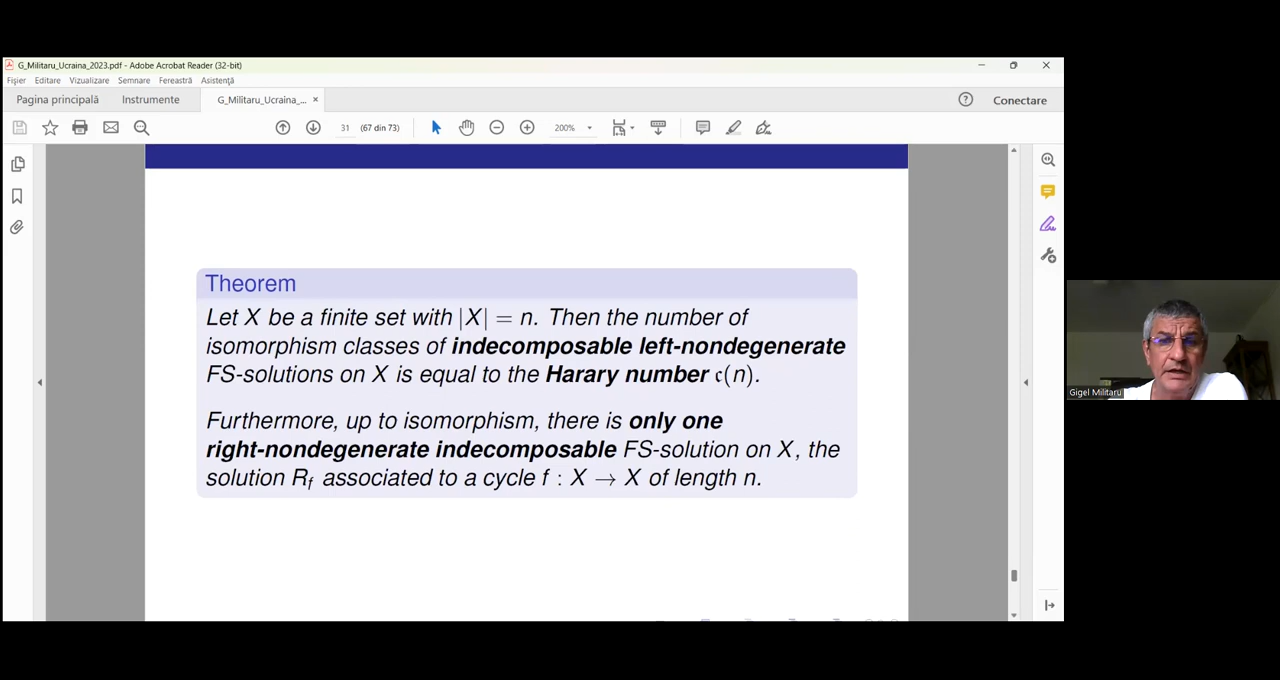 G_Militaru_Ucraina_2023.pdf - Adobe Acrobat Reader (32-bit)
Fișier Editare Vizualizare Semnare Fereastră Asistență
Pagina principală Instrumente G_Militaru_Ucraina_... × Conectare
31 (67 din 73) 200%
Theorem
Let X be a finite set with |X| = n. Then the number of
isomorphism classes of indecomposable left-nondegenerate
FS-solutions on X is equal to the Harary number 𝔠(n).
Furthermore, up to isomorphism, there is only one
right-nondegenerate indecomposable FS-solution on X, the
solution R_f associated to a cycle f : X → X of length n.
Gigel Militaru